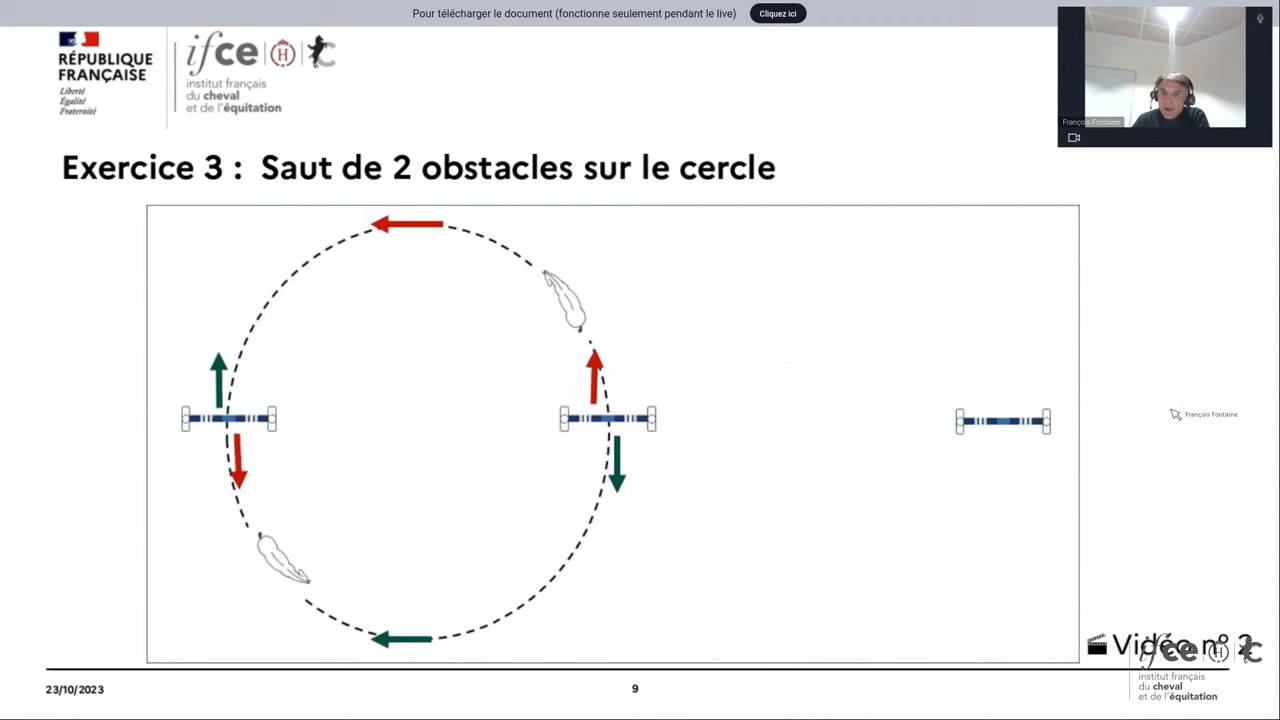 Pour télécharger le document (fonctionne seulement pendant le live)
Cliquez ici
RÉPUBLIQUE
FRANÇAISE
Liberté
Égalité
Fraternité
ifce
institut français
du cheval
et de l'équitation
François Fontaine
Exercice 3 : Saut de 2 obstacles sur le cercle
François Fontaine
Vidéo n° 2
ifce
institut français
du cheval
et de l'équitation
23/10/2023
9